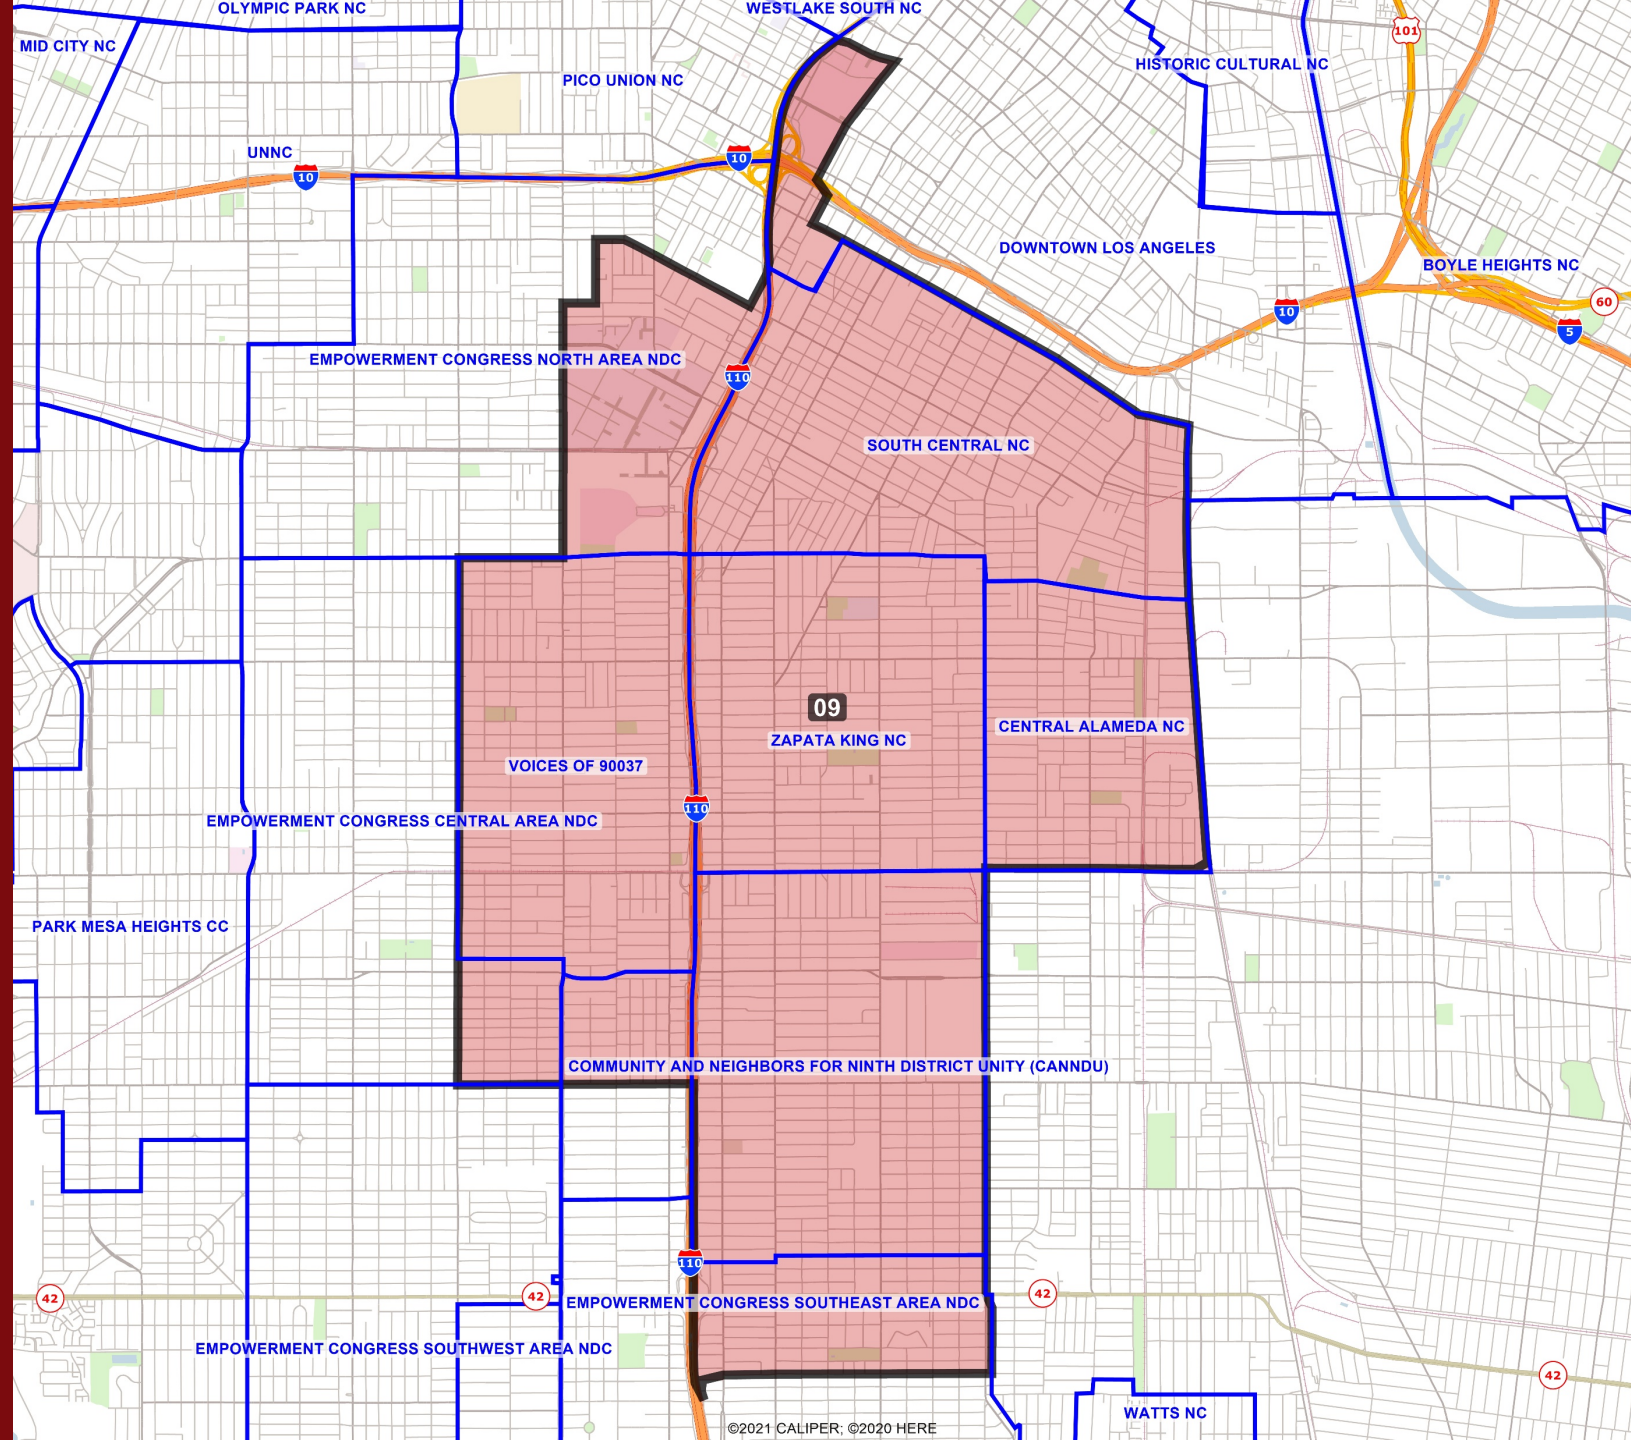 OLYMPIC PARK NC
WESTLAKE SOUTH NC
101
MID CITY NC
HISTORIC CULTURAL NC
PICO UNION NC
UNNC
10
10
DOWNTOWN LOS ANGELES
BOYLE HEIGHTS NC
60
10
5
EMPOWERMENT CONGRESS NORTH AREA NDC
110
SOUTH CENTRAL NC
09
CENTRAL ALAMEDA NC
ZAPATA KING NC
VOICES OF 90037
110
EMPOWERMENT CONGRESS CENTRAL AREA NDC
PARK MESA HEIGHTS CC
COMMUNITY AND NEIGHBORS FOR NINTH DISTRICT UNITY (CANNDU)
110
42
42
42
EMPOWERMENT CONGRESS SOUTHEAST AREA NDC
EMPOWERMENT CONGRESS SOUTHWEST AREA NDC
42
WATTS NC
©2021 CALIPER; ©2020 HERE